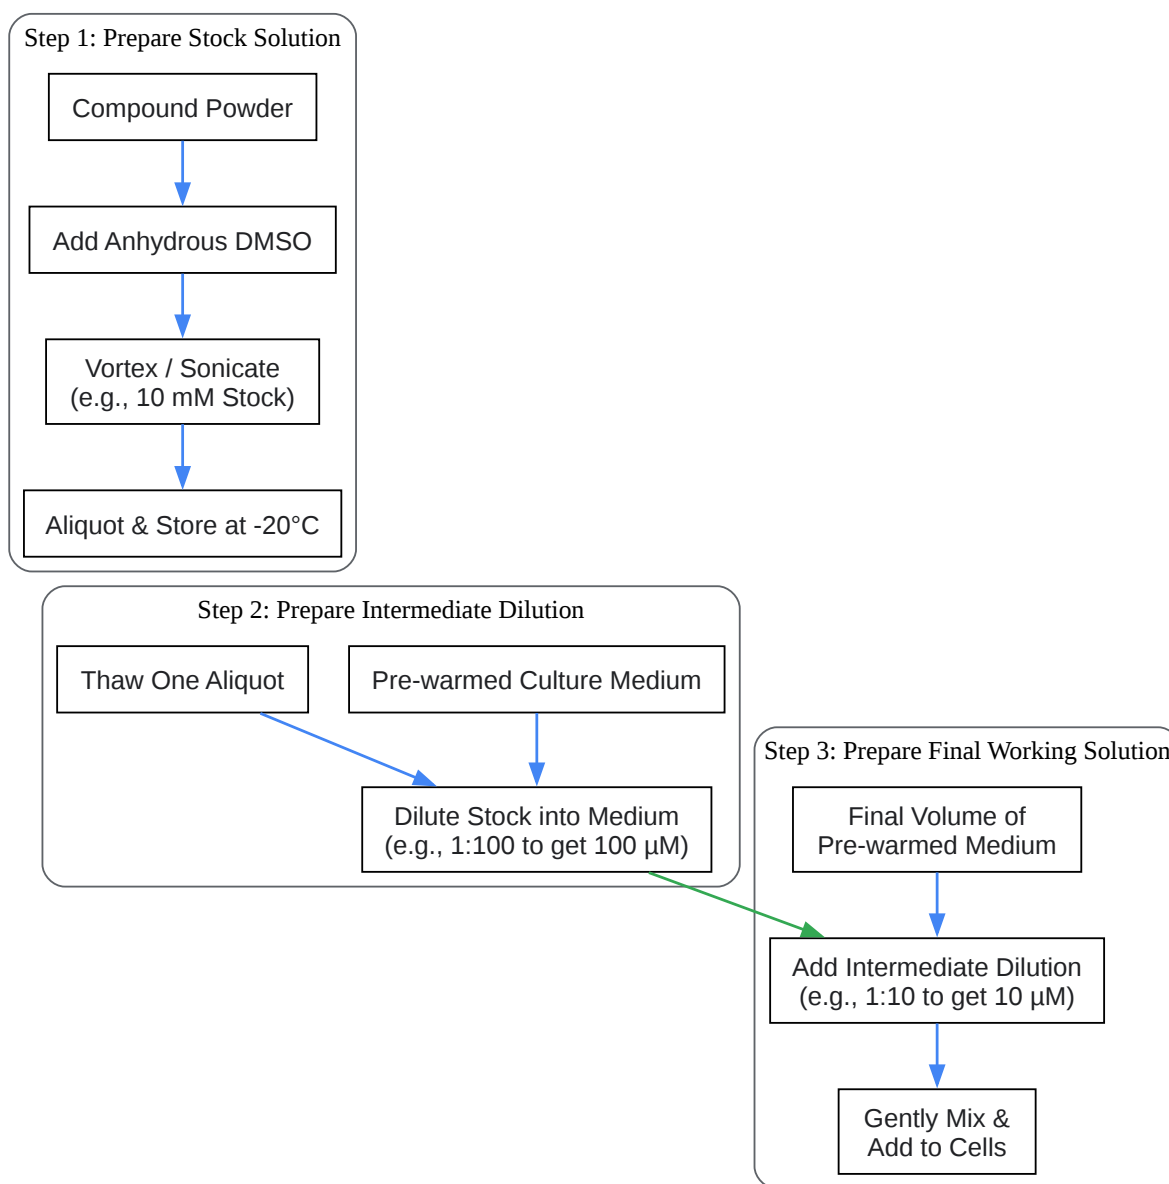 Step 1: Prepare Stock Solution
Compound Powder
Add Anhydrous DMSO
Vortex / Sonicate
(e.g., 10 mM Stock)
Aliquot & Store at -20°C
Step 2: Prepare Intermediate Dilution
Thaw One Aliquot
Pre-warmed Culture Medium
Dilute Stock into Medium
(e.g., 1:100 to get 100 µM)
Step 3: Prepare Final Working Solution
Final Volume of
Pre-warmed Medium
Add Intermediate Dilution
(e.g., 1:10 to get 10 µM)
Gently Mix &
Add to Cells